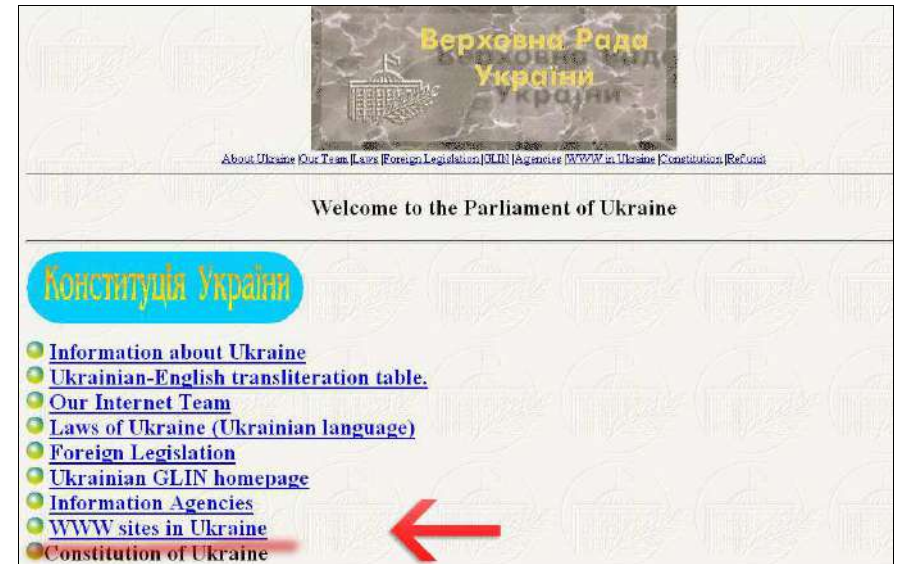 Верховна Рада
України
About Ukraine |Our Team |Laws |Foreign Legislation |GLIN |Agencies |WWW in Ukraine |Constitution |Refunit
Welcome to the Parliament of Ukraine
Конституція України
Information about Ukraine
Ukrainian-English transliteration table.
Our Internet Team
Laws of Ukraine (Ukrainian language)
Foreign Legislation
Ukrainian GLIN homepage
Information Agencies
WWW sites in Ukraine
Constitution of Ukraine